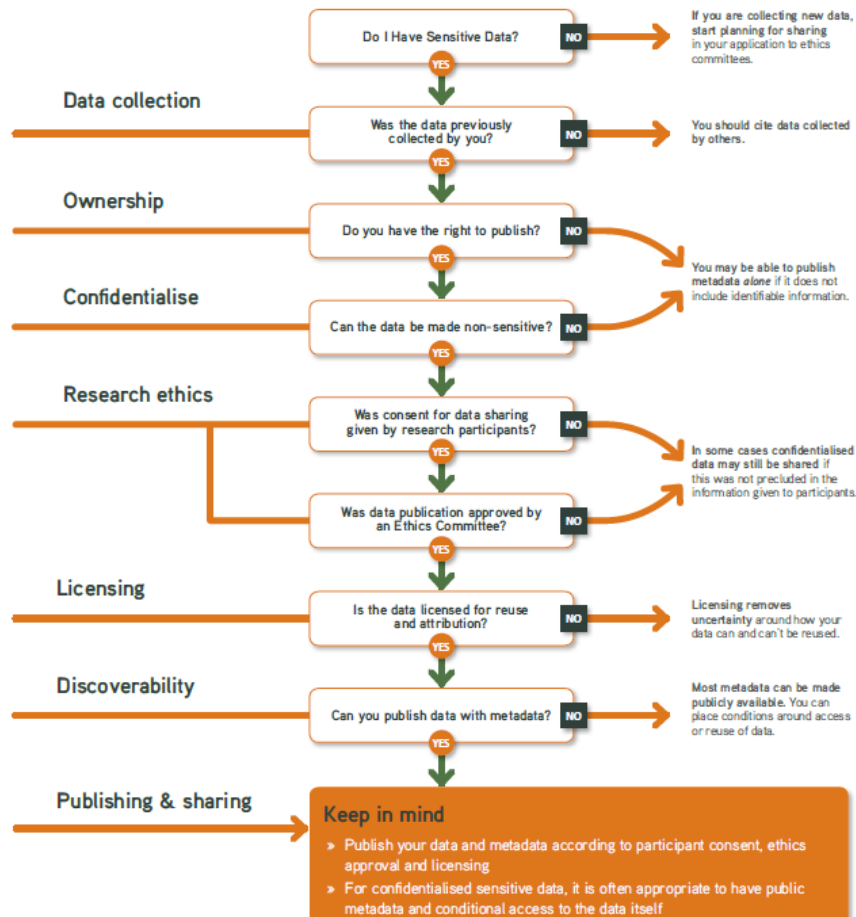 Do I Have Sensitive Data?
NO
If you are collecting new data,
start planning for sharing
in your application to ethics
committees.
YES
Data collection
Was the data previously
collected by you?
NO
You should cite data collected
by others.
YES
Ownership
Do you have the right to publish?
NO
You may be able to publish
metadata alone if it does not
include identifiable information.
YES
Confidentialise
Can the data be made non-sensitive?
NO
YES
Research ethics
Was consent for data sharing
given by research participants?
NO
In some cases confidentialised
data may still be shared if
this was not precluded in the
information given to participants.
YES
Was data publication approved by
an Ethics Committee?
NO
YES
Licensing
Is the data licensed for reuse
and attribution?
NO
Licensing removes
uncertainty around how your
data can and can't be reused.
YES
Discoverability
Can you publish data with metadata?
NO
Most metadata can be made
publicly available. You can
place conditions around access
or reuse of data.
YES
Publishing & sharing
Keep in mind
» Publish your data and metadata according to participant consent, ethics
approval and licensing
» For confidentialised sensitive data, it is often appropriate to have public
metadata and conditional access to the data itself